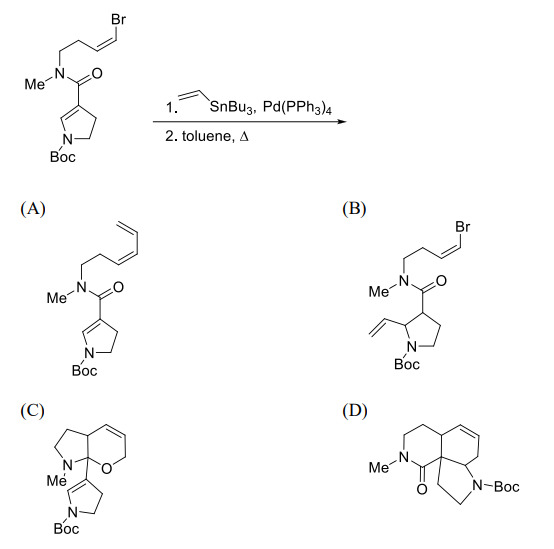 Br
Me
N
O
N
Boc
1. SnBu3, Pd(PPh3)4
2. toluene, Δ
(A)
(B)
Me
N
O
N
Boc
Br
Me
N
O
N
Boc
(C)
(D)
N
Me
O
N
Boc
Me
N
O
N
Boc